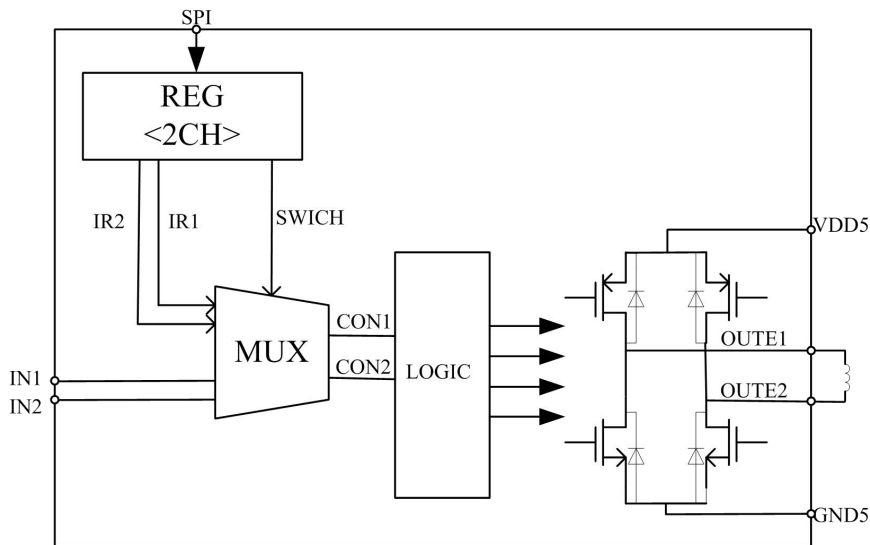 SPI
REG
<2CH>
IR2
IR1
SWICH
VDD5
MUX
CON1
CON2
LOGIC
OUTE1
OUTE2
IN1
IN2
GND5